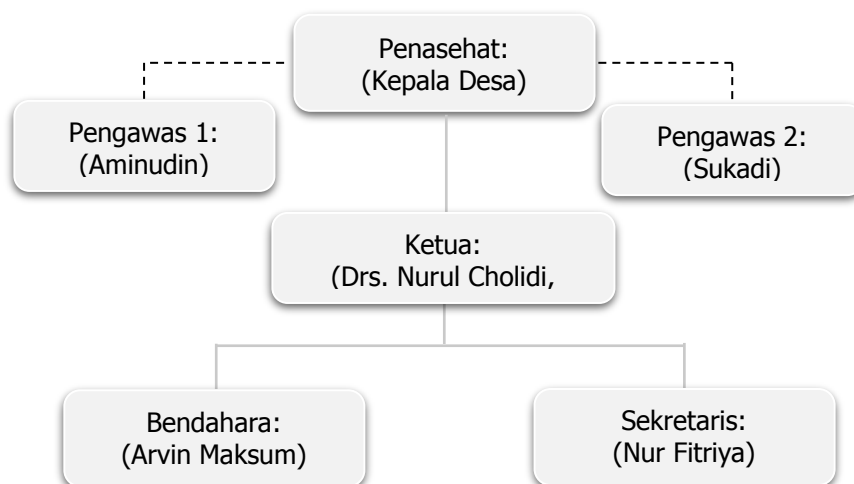 Penasehat:
(Kepala Desa)
Pengawas 1:
(Aminudin)
Pengawas 2:
(Sukadi)
Ketua:
(Drs. Nurul Cholidi,
Bendahara:
(Arvin Maksum)
Sekretaris:
(Nur Fitriya)